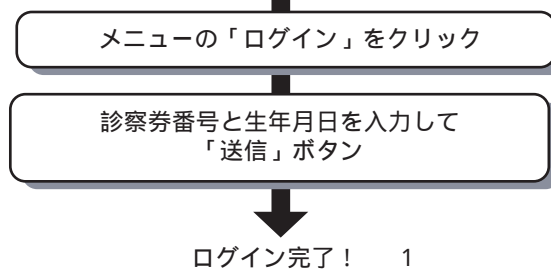 メニューの「ログイン」をクリック
診察券番号と生年月日を入力して
「送信」ボタン
ログイン完了！　1